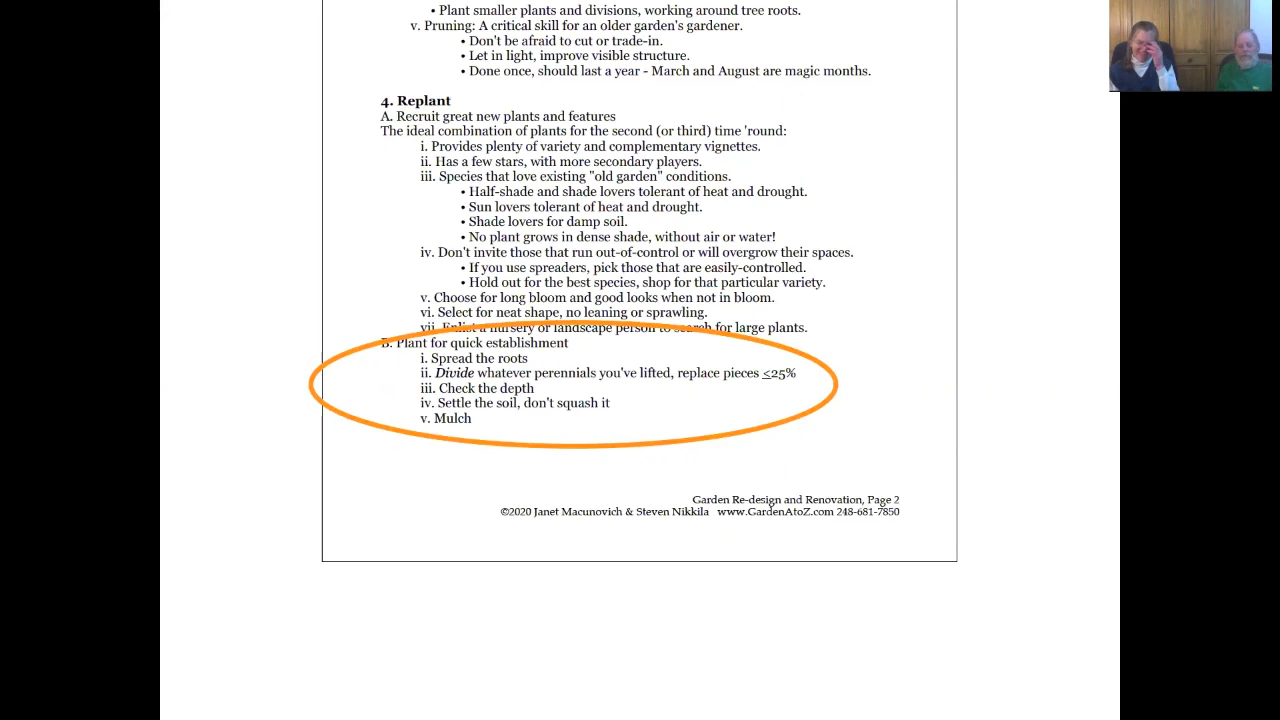 • Plant smaller plants and divisions, working around tree roots.
v. Pruning: A critical skill for an older garden's gardener.
• Don't be afraid to cut or trade-in.
• Let in light, improve visible structure.
• Done once, should last a year - March and August are magic months.
4. Replant
A. Recruit great new plants and features
The ideal combination of plants for the second (or third) time 'round:
i. Provides plenty of variety and complementary vignettes.
ii. Has a few stars, with more secondary players.
iii. Species that love existing "old garden" conditions.
• Half-shade and shade lovers tolerant of heat and drought.
• Sun lovers tolerant of heat and drought.
• Shade lovers for damp soil.
• No plant grows in dense shade, without air or water!
iv. Don't invite those that run out-of-control or will overgrow their spaces.
• If you use spreaders, pick those that are easily-controlled.
• Hold out for the best species, shop for that particular variety.
v. Choose for long bloom and good looks when not in bloom.
vi. Select for neat shape, no leaning or sprawling.
vii. Enlist a nursery or landscape person to search for large plants.
B. Plant for quick establishment
i. Spread the roots
ii. Divide whatever perennials you've lifted, replace pieces <25%
iii. Check the depth
iv. Settle the soil, don't squash it
v. Mulch
Garden Re-design and Renovation, Page 2
©2020 Janet Macunovich & Steven Nikkila www.GardenAtoZ.com 248-681-7850